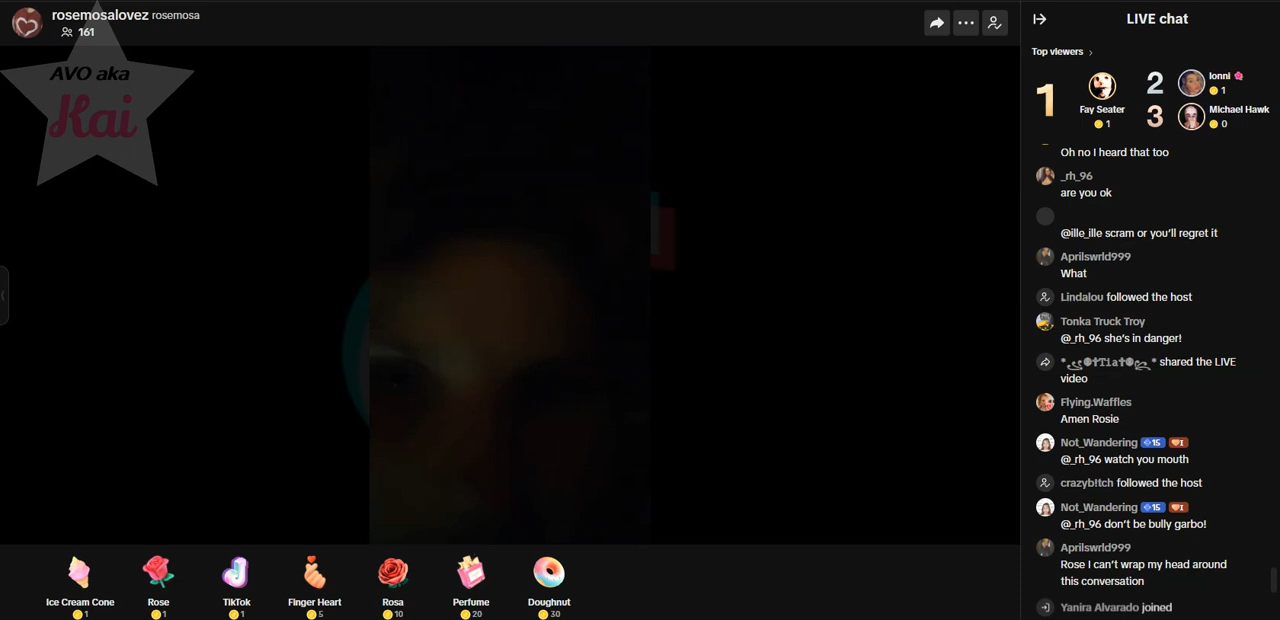 rosemosalovez rosemosa
161
AVO aka
Kai
LIVE chat
Top viewers
1
Fay Seater
1
2
lonni
1
3
Michael Hawk
0
Oh no I heard that too
_rh_96
are you ok
@ille_ille scram or you'll regret it
Aprilswrld999
What
Lindalou followed the host
Tonka Truck Troy
@_rh_96 she's in danger!
shared the LIVE
video
Flying.Waffles
Amen Rosie
Not_Wandering 15 I
@_rh_96 watch you mouth
crazyb!tch followed the host
Not_Wandering 15 I
@_rh_96 don't be bully garbo!
Aprilswrld999
Rose I can't wrap my head around
this conversation
Yanira Alvarado joined
Ice Cream Cone
1
Rose
1
TikTok
1
Finger Heart
5
Rosa
10
Perfume
20
Doughnut
30